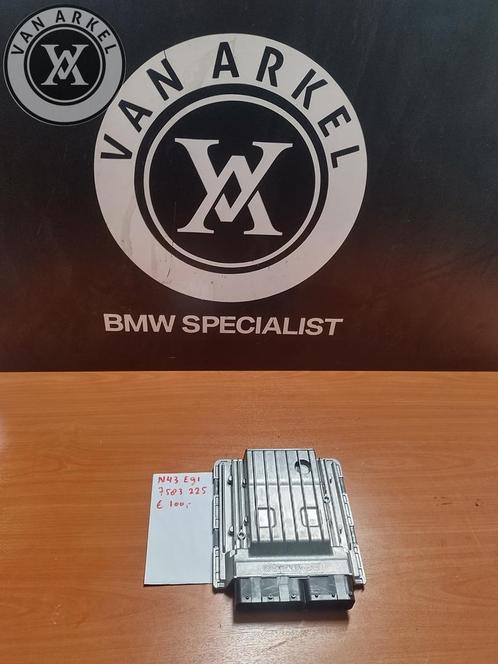 VAN ARKEL
VAN ARKEL
BMW SPECIALIST
N43 E91
7583 225
€ 100,-